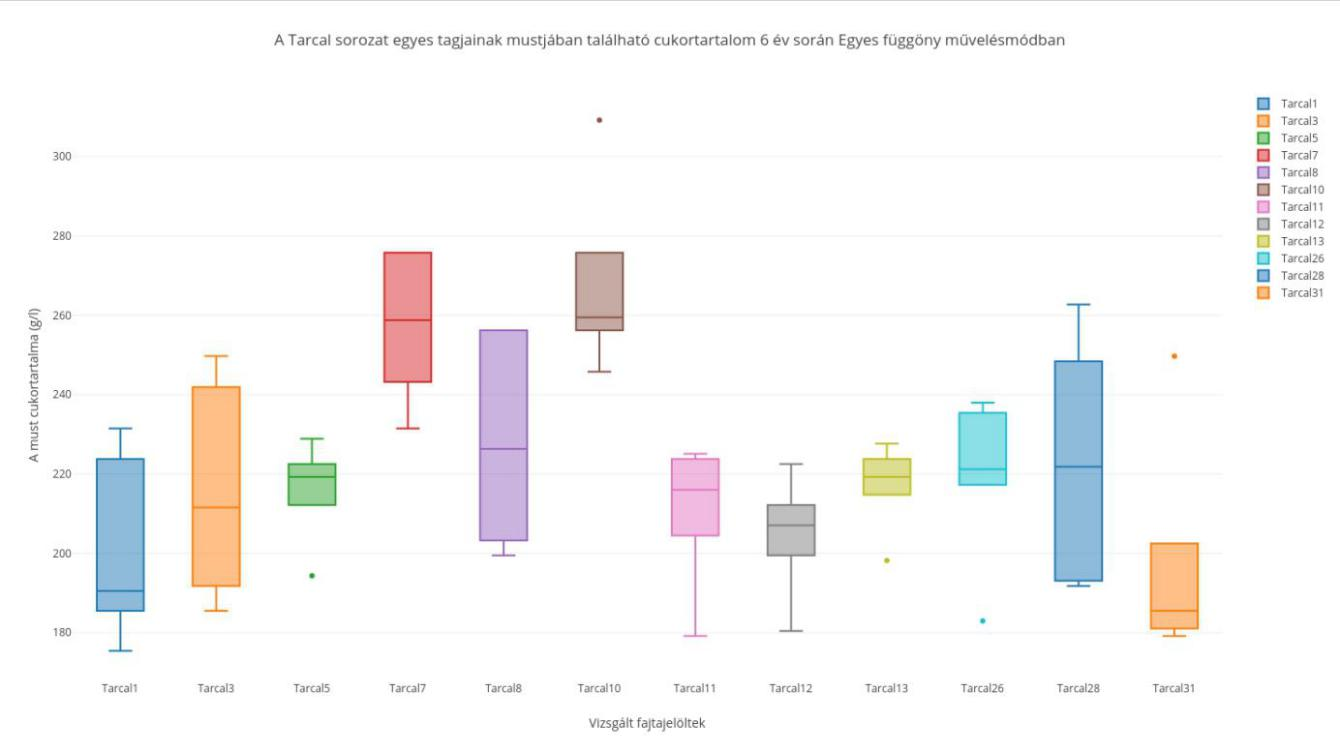 A Tarcal sorozat egyes tagjainak mustjában található cukortartalom 6 év során Egyes függöny művelésmódban
Tarcal1
Tarcal3
Tarcal5
Tarcal7
Tarcal8
Tarcal10
Tarcal11
Tarcal12
Tarcal13
Tarcal26
Tarcal28
Tarcal31
A must cukortartalma (g/l)
300
280
260
240
220
200
180
Tarcal1 Tarcal3 Tarcal5 Tarcal7 Tarcal8 Tarcal10 Tarcal11 Tarcal12 Tarcal13 Tarcal26 Tarcal28 Tarcal31
Vizsgált fajtajelöltek